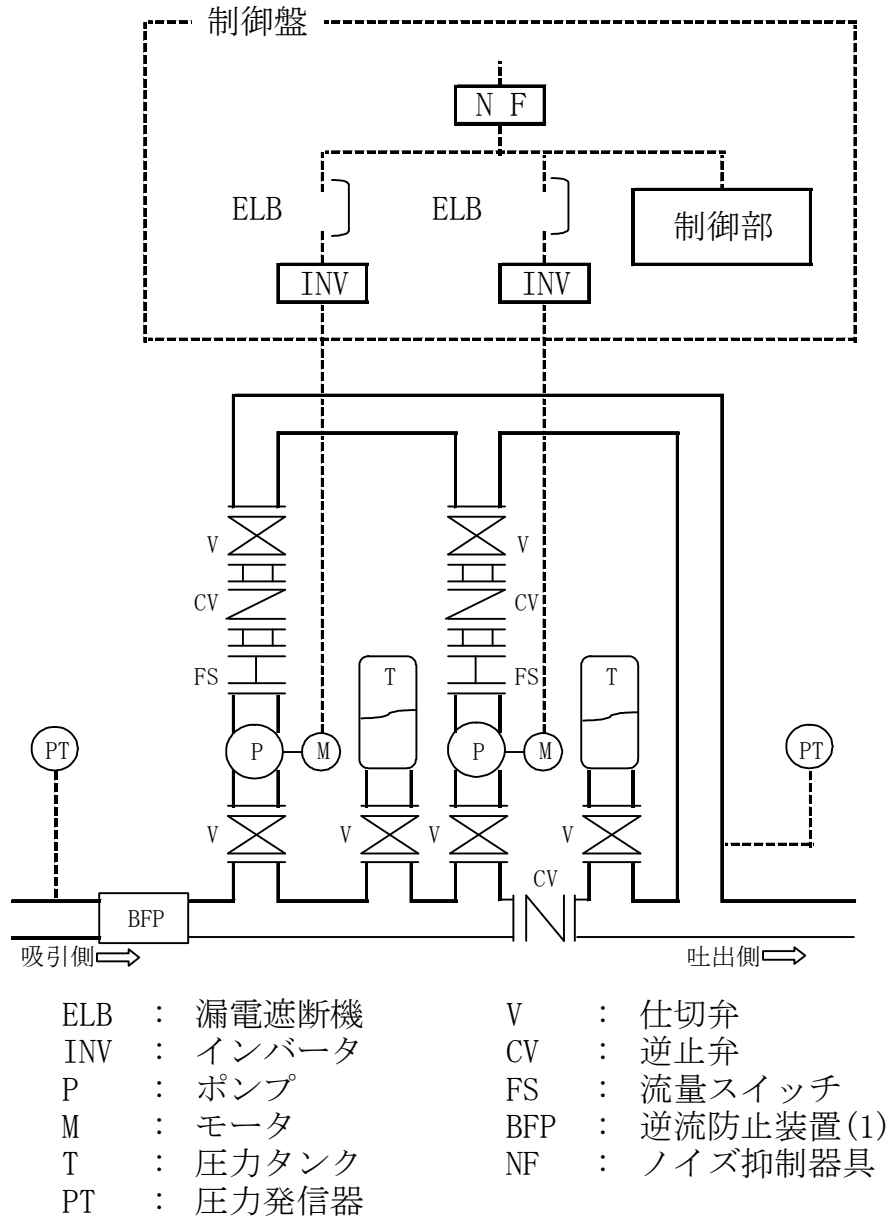 制御盤
N F
ELB
ELB
制御部
INV
INV
V
V
CV
CV
FS
T
FS
T
PT
P
M
P
M
PT
V
V
V
V
CV
BFP
吸引側
吐出側
ELB : 漏電遮断機
INV : インバータ
P : ポンプ
M : モータ
T : 圧力タンク
PT : 圧力発信器
V : 仕切弁
CV : 逆止弁
FS : 流量スイッチ
BFP : 逆流防止装置(1)
NF : ノイズ抑制器具